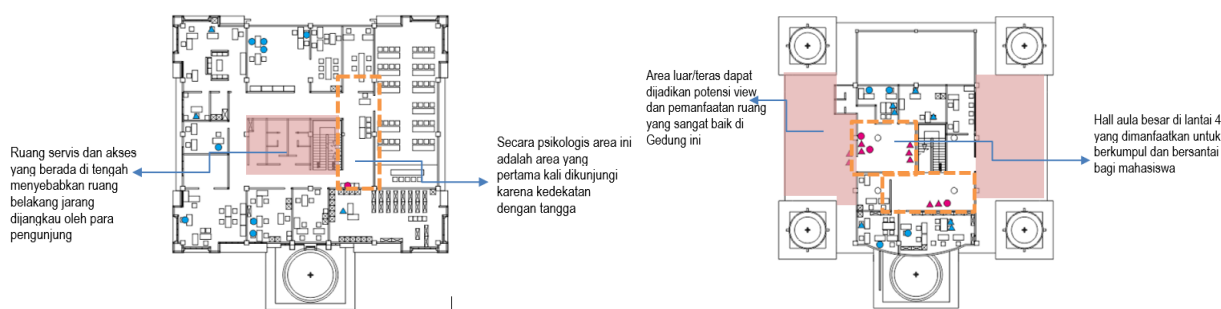 Ruang servis dan akses
yang berada di tengah
menyebabkan ruang
belakang jarang
dijangkau oleh para
pengunjung
Secara psikologis area ini
adalah area yang
pertama kali dikunjungi
karena kedekatan
dengan tangga
Area luar/teras dapat
dijadikan potensi view
dan pemanfaatan ruang
yang sangat baik di
Gedung ini
Hall aula besar di lantai 4
yang dimanfaatkan untuk
berkumpul dan bersantai
bagi mahasiswa